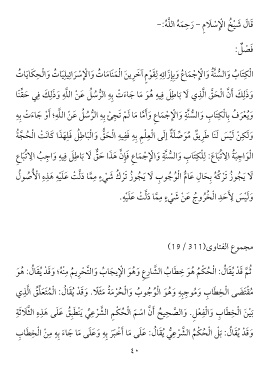 قَالَ شَيْخُ الْإِسْلَامِ - رَحِمَهُ اللَّهُ:-
فَصْلٌ:
الْكِتَابُ وَالسُّنَّةُ وَالْإِجْمَاعُ وَبِإِزَائِهِ لِقَوْمٍ آخَرِينَ الْمَنَامَاتُ وَالْإِسْرَائِيلِيَّاتُ وَالْحِكَايَاتُ
وَذَلِكَ أَنَّ الْحَقَّ الَّذِي لَا بَاطِلَ فِيهِ هُوَ مَا جَاءَتْ بِهِ الرُّسُلُ عَنْ اللَّهِ وَذَلِكَ فِي حَقِّنَا
وَيُعْرَفُ بِالْكِتَابِ وَالسُّنَّةِ وَالْإِجْمَاعِ وَأَمَّا مَا لَمْ تَجِئْ بِهِ الرُّسُلُ عَنْ اللَّهِ؛ أَوْ جَاءَتْ بِهِ
وَلَكِنْ لَيْسَ لَنَا طَرِيقٌ مُوَصِّلَةٌ إلَى الْعِلْمِ بِهِ فَفِيهِ الْحَقُّ وَالْبَاطِلُ فَلِهَذَا كَانَتْ الْحُجَّةُ
الْوَاجِبَةُ الِاتِّبَاعِ: لِلْكِتَابِ وَالسُّنَّةِ وَالْإِجْمَاعِ فَإِنَّ هَذَا حَقٌّ لَا بَاطِلَ فِيهِ وَاجِبُ الِاتِّبَاعِ
لَا يَجُوزُ تَرْكُهُ بِحَالِ عَامُّ الْوُجُوبِ لَا يَجُوزُ تَرْكُ شَيْءٍ مِمَّا دَلَّتْ عَلَيْهِ هَذِهِ الْأُصُولُ
وَلَيْسَ لِأَحَدِ الْخُرُوجُ عَنْ شَيْءٍ مِمَّا دَلَّتْ عَلَيْهِ.
مجموع الفتاوى(311 / 19)
ثُمَّ قَدْ يُقَالُ: الْحُكْمُ هُوَ خِطَابُ الشَّارِعِ وَهُوَ الْإِيجَابُ وَالتَّحْرِيمُ مِنْهُ؛ وَقَدْ يُقَالُ: هُوَ
مُقْتَضَى الْخِطَابِ وَمُوجَبِهِ وَهُوَ الْوُجُوبُ وَالْحُرْمَةُ مَثَلًا. وَقَدْ يُقَالُ: الْمُتَعَلِّقُ الَّذِي
بَيْنَ الْخِطَابِ وَالْفِعْلِ. وَالصَّحِيحُ أَنَّ اسْمَ الْحُكْمِ الشَّرْعِيِّ يَنْطَبِقُ عَلَى هَذِهِ الثَّلَاثَةِ
وَقَدْ يُقَالُ: بَلْ الْحُكْمُ الشَّرْعِيُّ يُقَالُ: عَلَى مَا أَخْبَرَ بِهِ وَعَلَى مَا جَاءَ بِهِ مِنْ الْخِطَابِ
٤٠